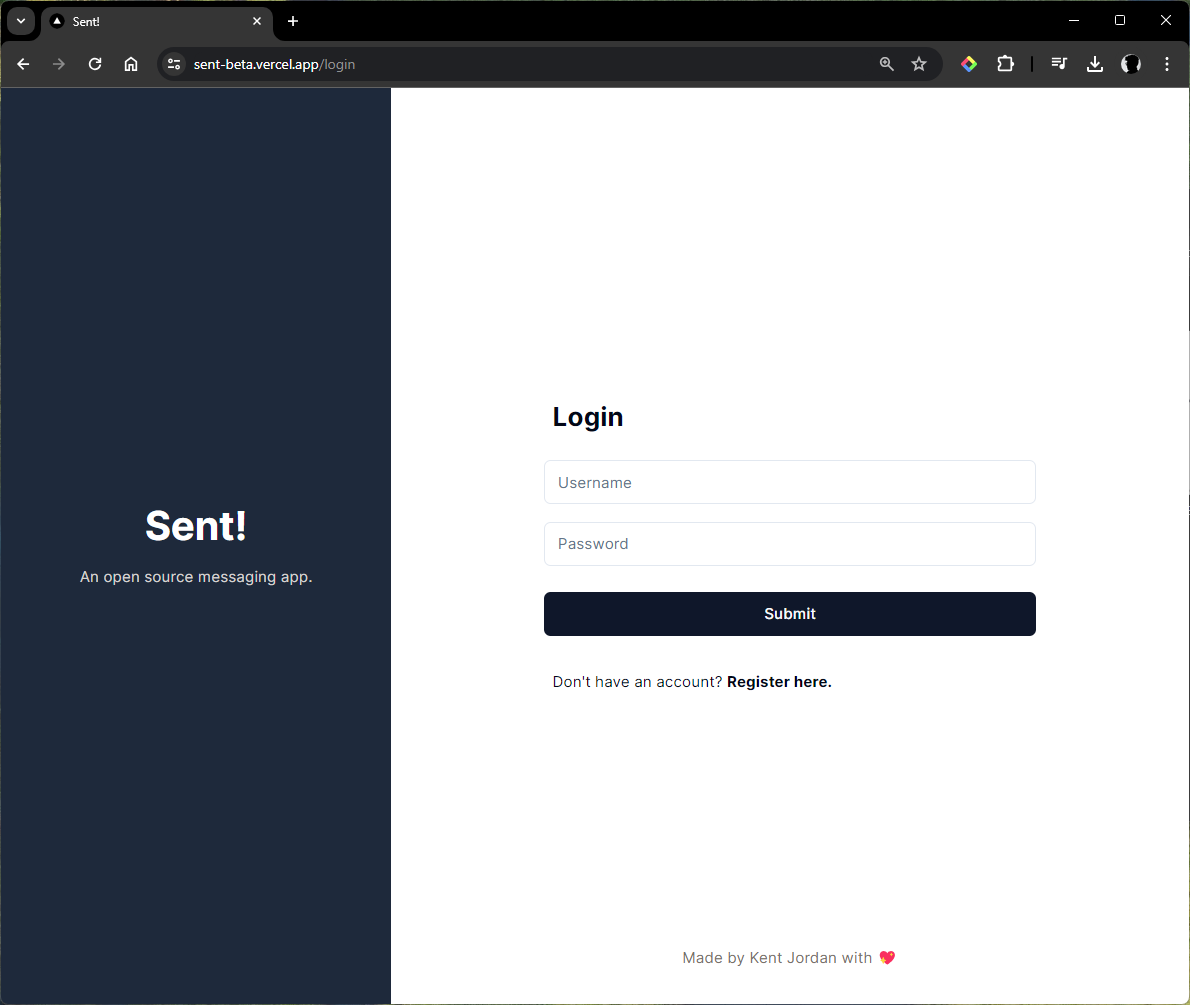 Sent!
sent-beta.vercel.app/login
Sent!
An open source messaging app.
Login
Username
Password
Submit
Don't have an account? Register here.
Made by Kent Jordan with 💖